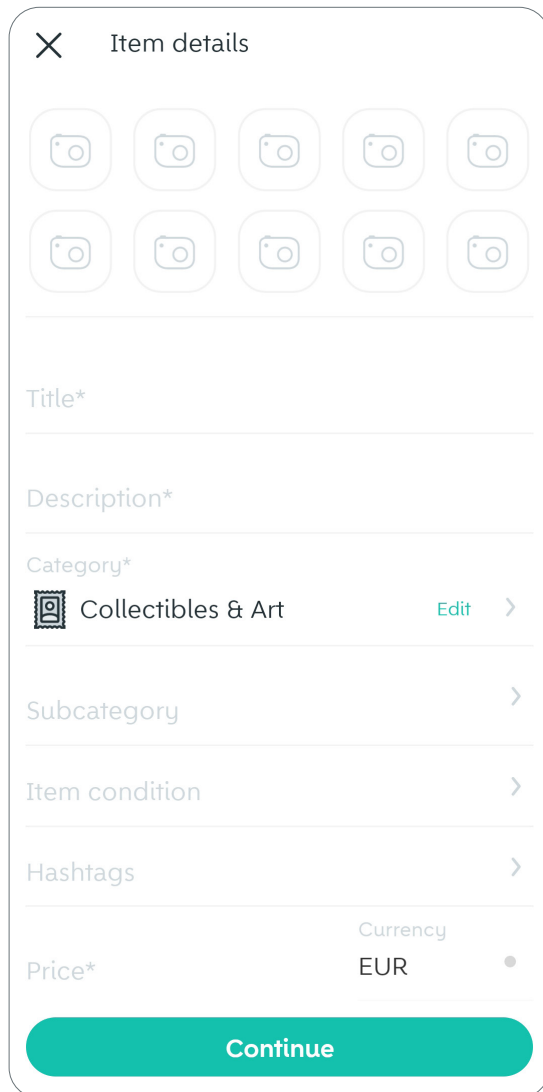 Item details
Title*
Description*
Category*
Collectibles & Art
Edit
Subcategory
Item condition
Hashtags
Currency
Price*
EUR
Continue